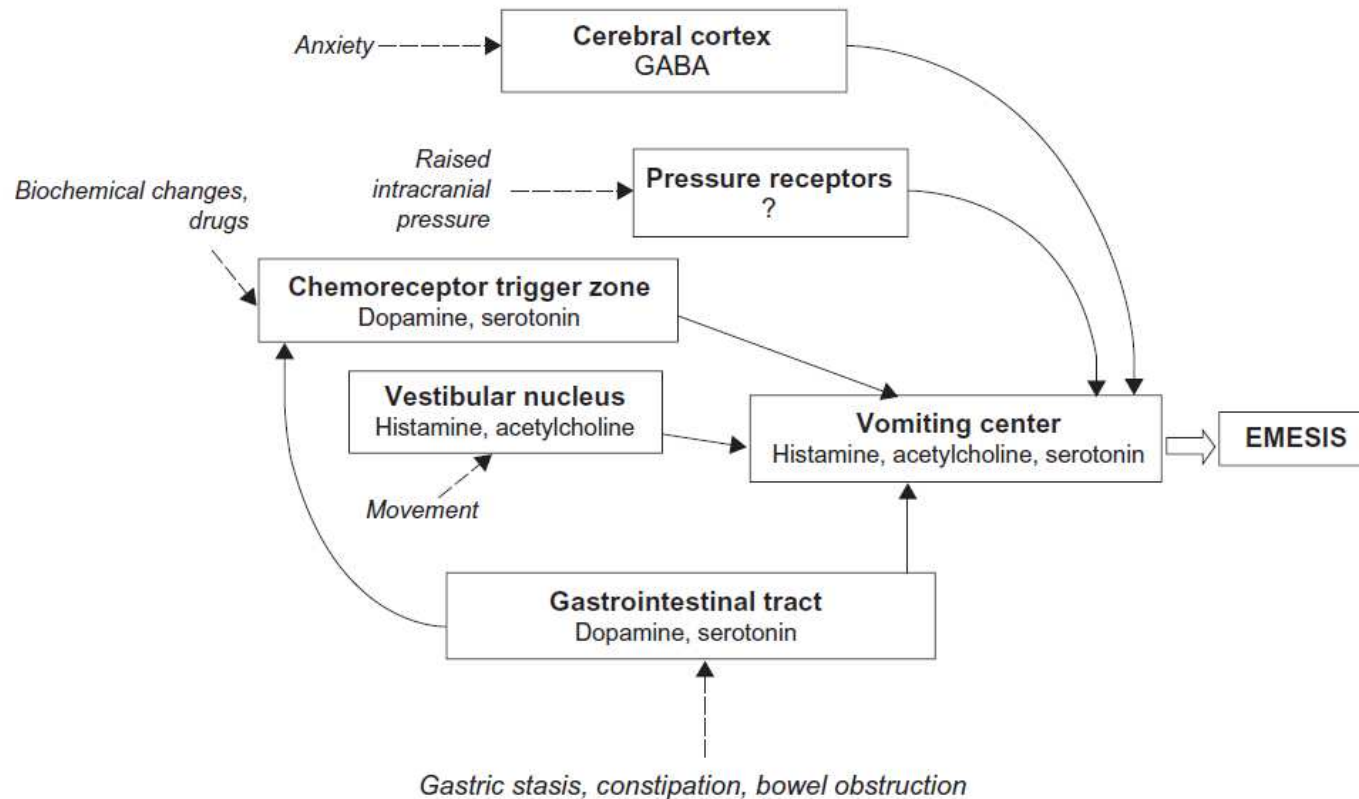 Anxiety
Cerebral cortex
GABA
Raised
intracranial
pressure
Pressure receptors
?
Biochemical changes,
drugs
Chemoreceptor trigger zone
Dopamine, serotonin
Vestibular nucleus
Histamine, acetylcholine
Movement
Vomiting center
Histamine, acetylcholine, serotonin
EMESIS
Gastrointestinal tract
Dopamine, serotonin
Gastric stasis, constipation, bowel obstruction